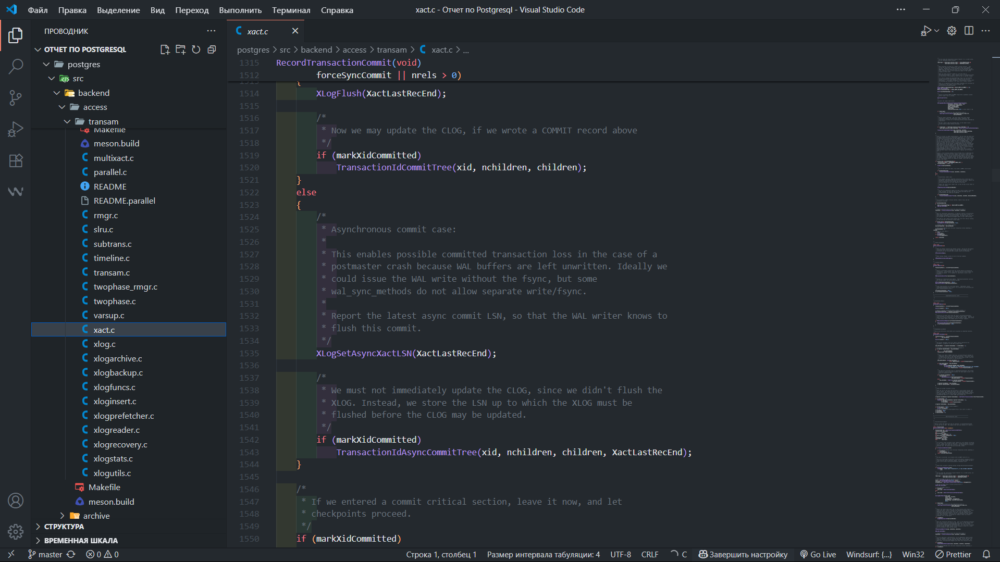 Файл Правка Выделение Вид Переход Выполнить Терминал Справка
xact.c - Отчет по Postgresql - Visual Studio Code
ПРОВОДНИК
ОТЧЕТ ПО POSTGRESQL
postgres
src
backend
access
transam
Makefile
meson.build
multixact.c
parallel.c
README
README.parallel
rmgr.c
slru.c
subtrans.c
timeline.c
transam.c
twophase_rmgr.c
twophase.c
varsup.c
xact.c
xlog.c
xlogarchive.c
xlogbackup.c
xlogfuncs.c
xloginsert.c
xlogprefetcher.c
xlogreader.c
xlogrecovery.c
xlogstats.c
xlogutils.c
Makefile
meson.build
archive
СТРУКТУРА
ВРЕМЕННАЯ ШКАЛА
xact.c
postgres > src > backend > access > transam > xact.c > ...
1315 RecordTransactionCommit(void)
1512 forceSyncCommit || nrels > 0)
1513 {
1514 XLogFlush(XactLastRecEnd);
1515
1516 /*
1517 * Now we may update the CLOG, if we wrote a COMMIT record above
1518 */
1519 if (markXidCommitted)
1520 TransactionIdCommitTree(xid, nchildren, children);
1521 }
1522 else
1523 {
1524 /*
1525 * Asynchronous commit case:
1526 *
1527 * This enables possible committed transaction loss in the case of a
1528 * postmaster crash because WAL buffers are left unwritten. Ideally we
1529 * could issue the WAL write without the fsync, but some
1530 * wal_sync_methods do not allow separate write/fsync.
1531 *
1532 * Report the latest async commit LSN, so that the WAL writer knows to
1533 * flush this commit.
1534 */
1535 XLogSetAsyncXactLSN(XactLastRecEnd);
1536
1537 /*
1538 * We must not immediately update the CLOG, since we didn't flush the
1539 * XLOG. Instead, we store the LSN up to which the XLOG must be
1540 * flushed before the CLOG may be updated.
1541 */
1542 if (markXidCommitted)
1543 TransactionIdAsyncCommitTree(xid, nchildren, children, XactLastRecEnd);
1544 }
1545
1546 /*
1547 * If we entered a commit critical section, leave it now, and let
1548 * checkpoints proceed.
1549 */
1550 if (markXidCommitted)
master 0 0 Строка 1, столбец 1 Размер интервала табуляции: 4 UTF-8 CRLF C Завершить настройку Go Live Windsurf: {...} Win32 Prettier